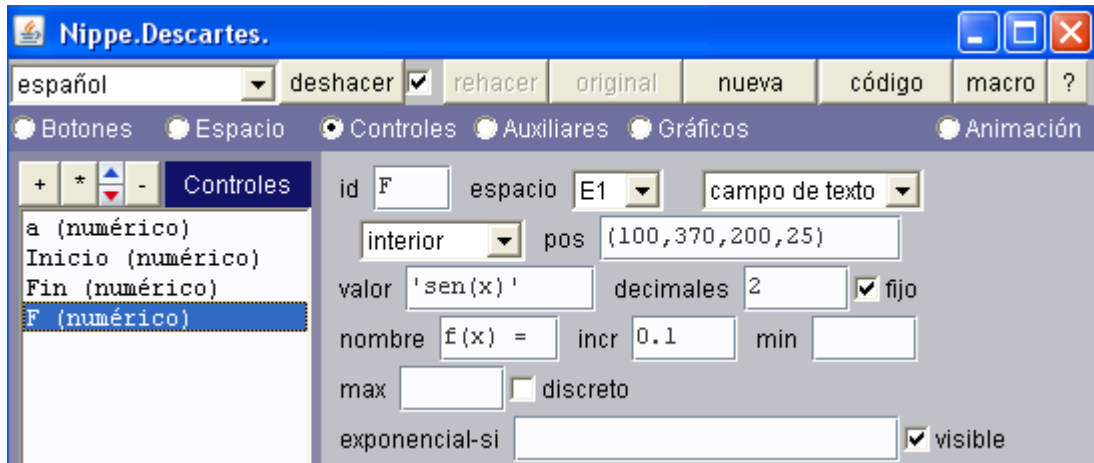 Nippe.Descartes.
español deshacer rehacer original nueva código macro ?
Botones Espacio Controles Auxiliares Gráficos Animación
+ * - Controles
a (numérico)
Inicio (numérico)
Fin (numérico)
F (numérico)
id F espacio E1 campo de texto
interior pos (100,370,200,25)
valor 'sen(x)' decimales 2 fijo
nombre f(x) = incr 0.1 min
max discreto
exponencial-si visible